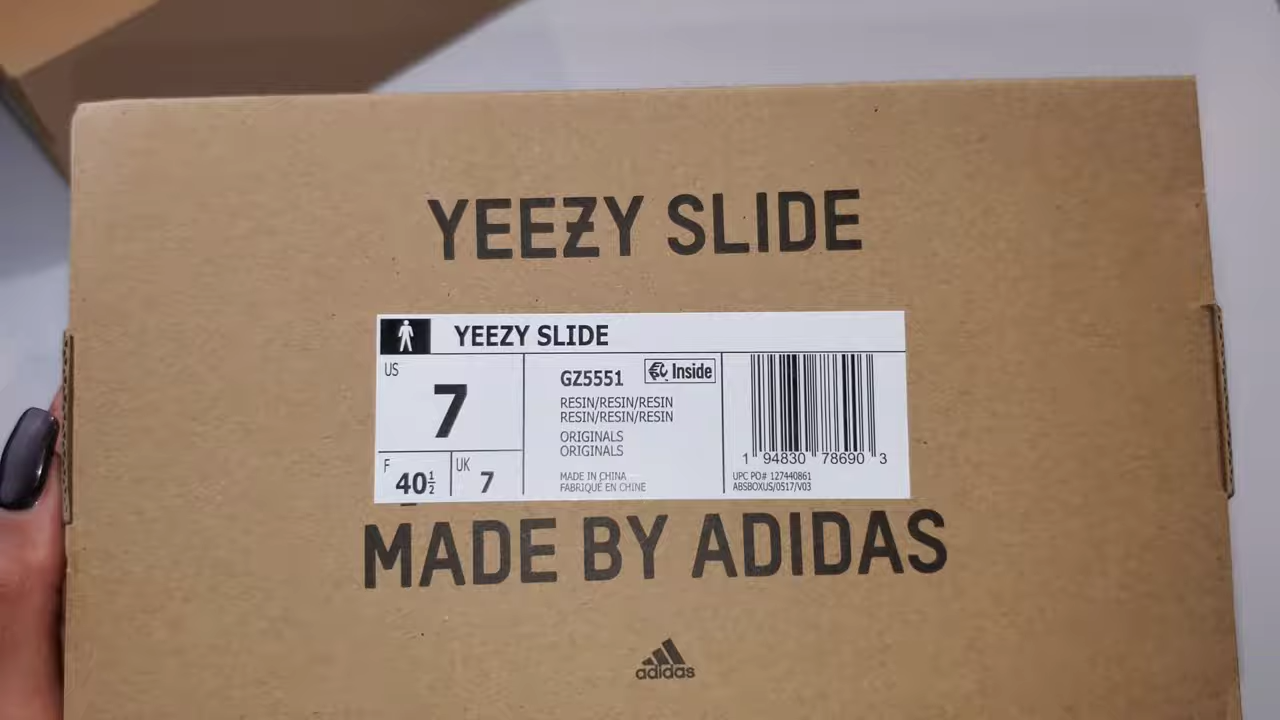 YEEZY SLIDE
YEEZY SLIDE
US
7
F
40½
UK
7
GZ5551
Inside
RESIN/RESIN/RESIN
RESIN/RESIN/RESIN
ORIGINALS
ORIGINALS
MADE IN CHINA
FABRIQUÉ EN CHINE
1 94830 78690 3
UPC PO# 127440861
ABSBOXUS/0517/V03
MADE BY ADIDAS
adidas